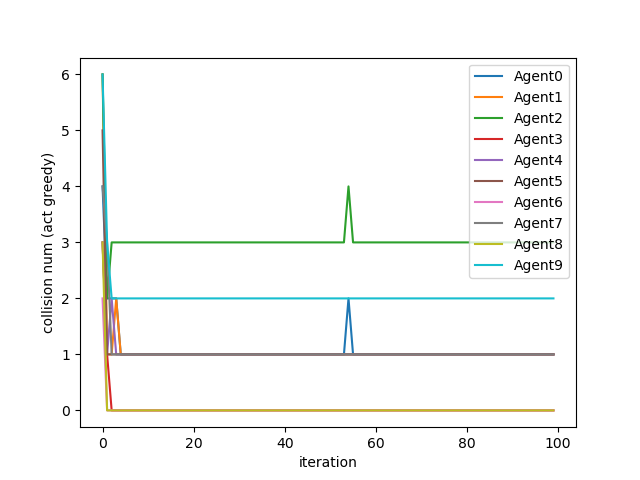 collision num (act greedy)
6
5
4
3
2
1
0
0 20 40 60 80 100
iteration
Agent0
Agent1
Agent2
Agent3
Agent4
Agent5
Agent6
Agent7
Agent8
Agent9